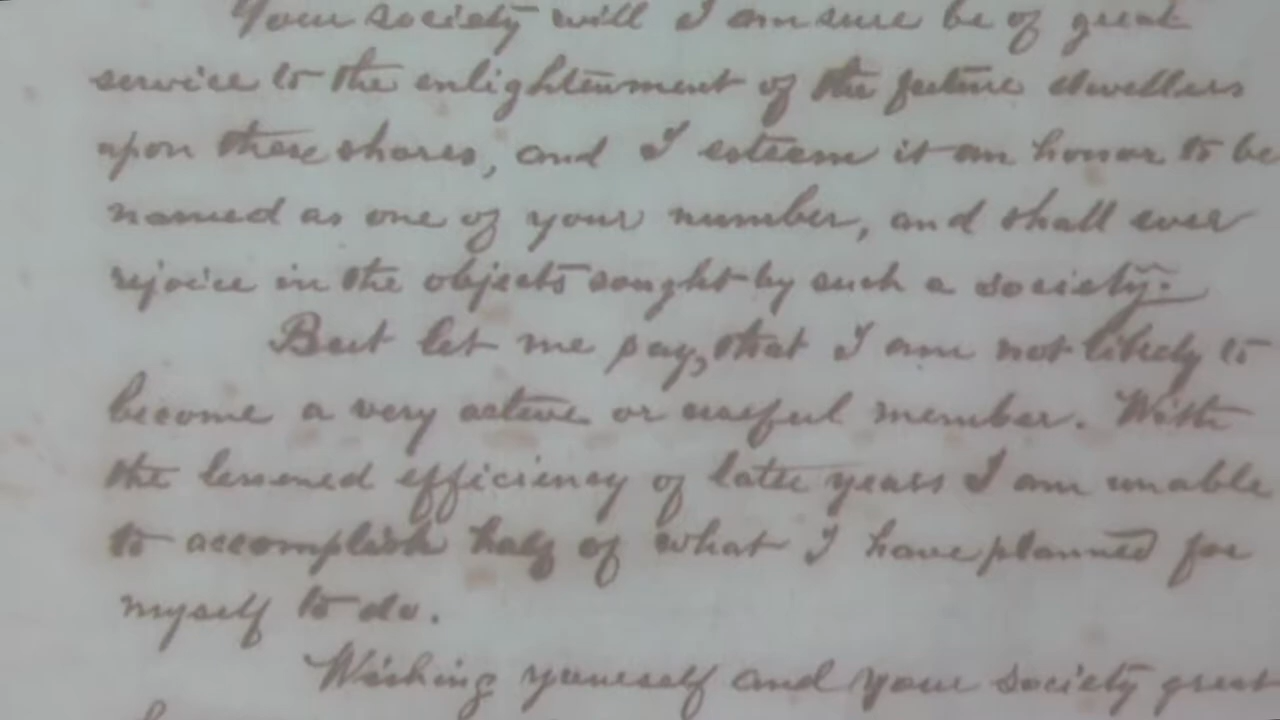 Your society will I am sure be of great
service to the enlightenment of the future dwellers
upon these shores, and I esteem it an honor to be
named as one of your number, and shall ever
rejoice in the objects sought by such a society.
But let me say, that I am not likely to
become a very active or useful member. With
the lessened efficiency of late years I am unable
to accomplish half of what I have planned for
myself to do.
Wishing yourself and your society great